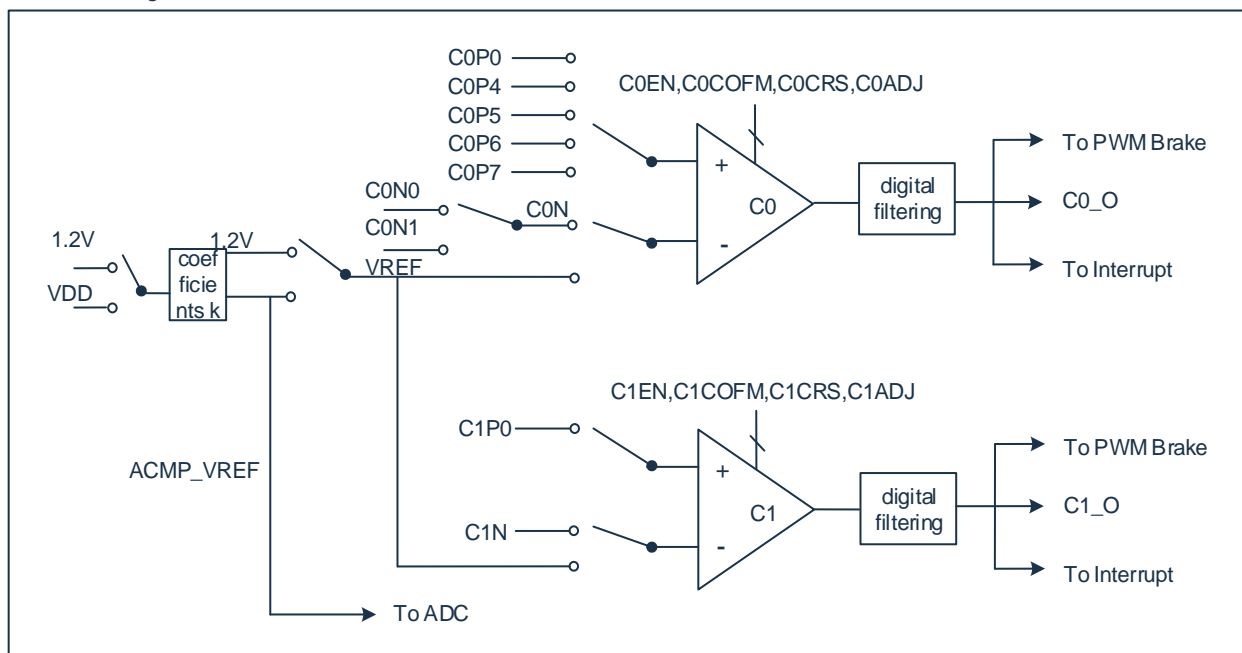 C0P0
C0P4
C0P5
C0P6
C0P7
C0EN,C0COFM,C0CRS,C0ADJ
+
-
C0
digital
filtering
To PWM Brake
C0_O
To Interrupt
C0N0
C0N1
C0N
VREF
1.2V
VDD
coef
ficie
nts k
1.2V
ACMP_VREF
To ADC
C1EN,C1COFM,C1CRS,C1ADJ
C1P0
C1N
+
-
C1
digital
filtering
To PWM Brake
C1_O
To Interrupt